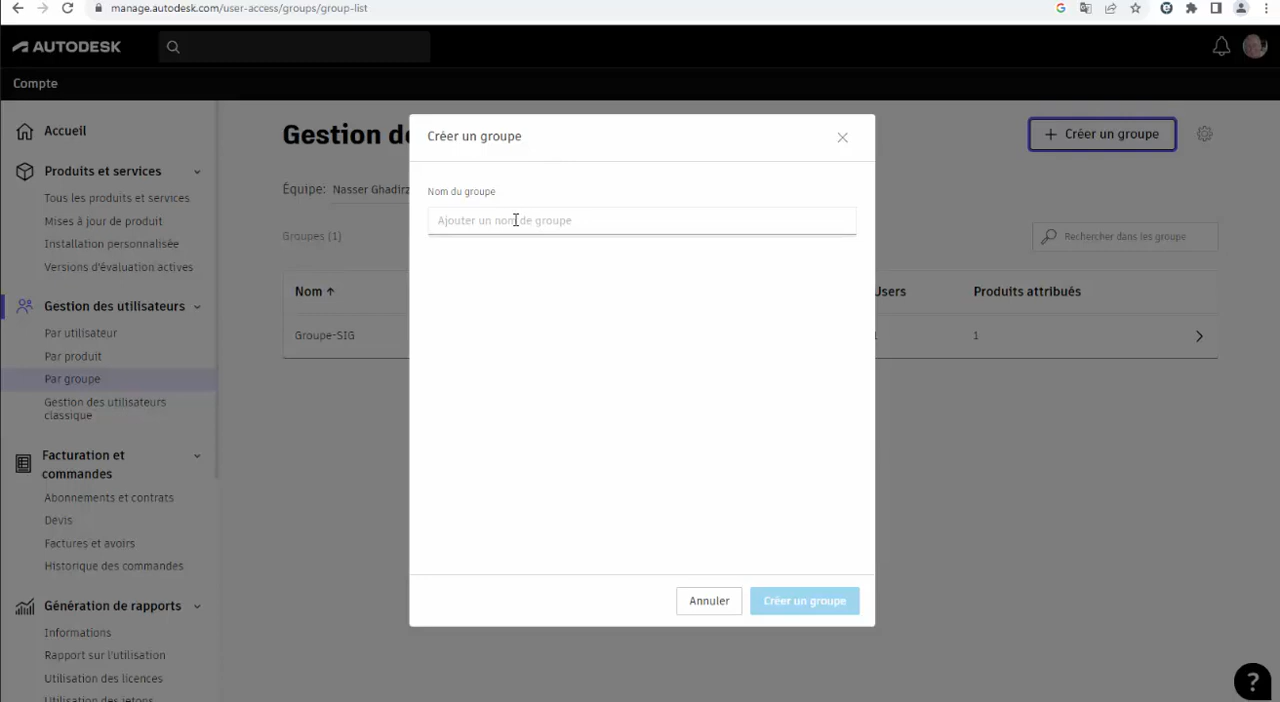 manage.autodesk.com/user-access/groups/group-list
AUTODESK
Compte
Accueil
Produits et services
Tous les produits et services
Mises à jour de produit
Installation personnalisée
Versions d'évaluation actives
Gestion des utilisateurs
Par utilisateur
Par produit
Par groupe
Gestion des utilisateurs
classique
Facturation et
commandes
Abonnements et contrats
Devis
Factures et avoirs
Historique des commandes
Génération de rapports
Informations
Rapport sur l'utilisation
Utilisation des licences
Utilisation des jetons
Gestion de
+ Créer un groupe
Équipe: Nasser Ghadirz
Groupes (1)
Rechercher dans les groupe
Nom ↑
Users
Produits attribués
Groupe-SIG
1
1
Créer un groupe
Nom du groupe
Ajouter un nom de groupe
Annuler
Créer un groupe
?